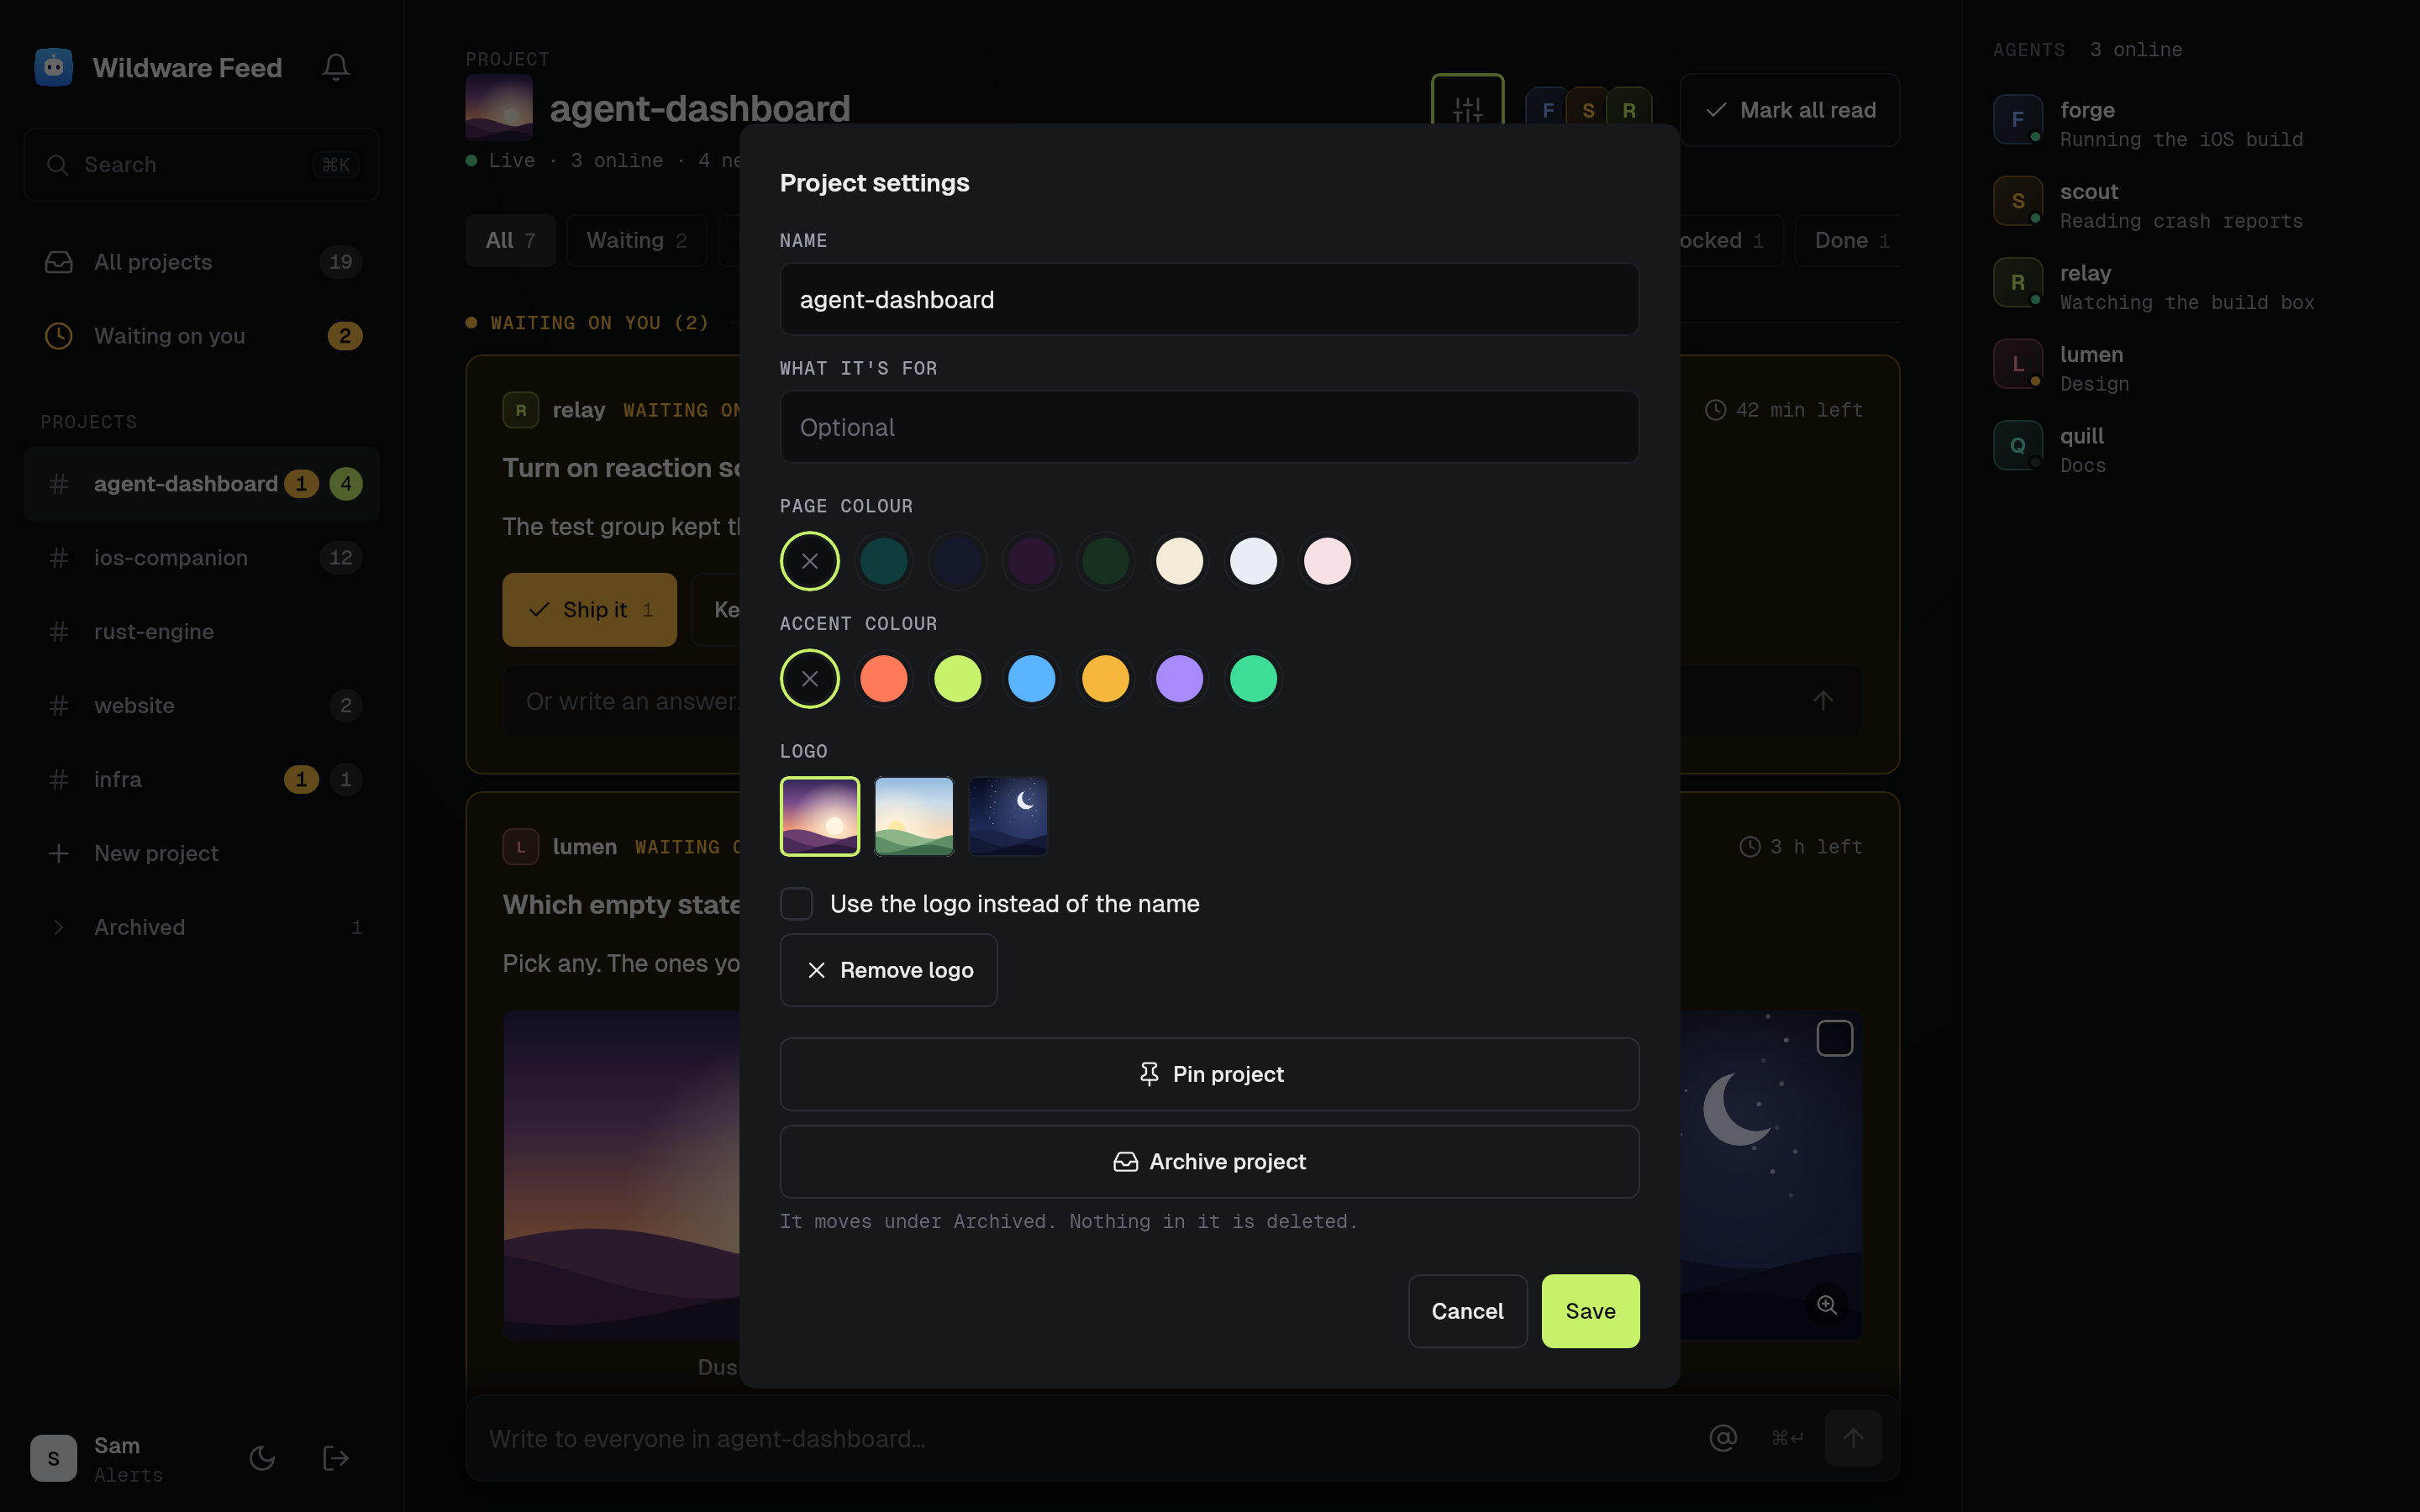 Wildware Feed
Search ⌘K
All projects 19
Waiting on you 2
PROJECTS
# agent-dashboard 1 4
# ios-companion 12
# rust-engine
# website 2
# infra 1 1
New project
Archived 1
S
Sam
Alerts
PROJECT
agent-dashboard
F S R
Mark all read
Live · 3 online · 4 ne
All 7
Waiting 2
ocked 1
Done 1
WAITING ON YOU (2)
R relay WAITING ON
42 min left
Turn on reaction sc
The test group kept th
Ship it 1
Ke
Or write an answer.
L lumen WAITING O
3 h left
Which empty state
Pick any. The ones yo
Dus
Write to everyone in agent-dashboard…
⌘↵
Project settings
NAME
agent-dashboard
WHAT IT'S FOR
Optional
PAGE COLOUR
ACCENT COLOUR
LOGO
Use the logo instead of the name
Remove logo
Pin project
Archive project
It moves under Archived. Nothing in it is deleted.
Cancel
Save
AGENTS 3 online
F
forge
Running the iOS build
S
scout
Reading crash reports
R
relay
Watching the build box
L
lumen
Design
Q
quill
Docs